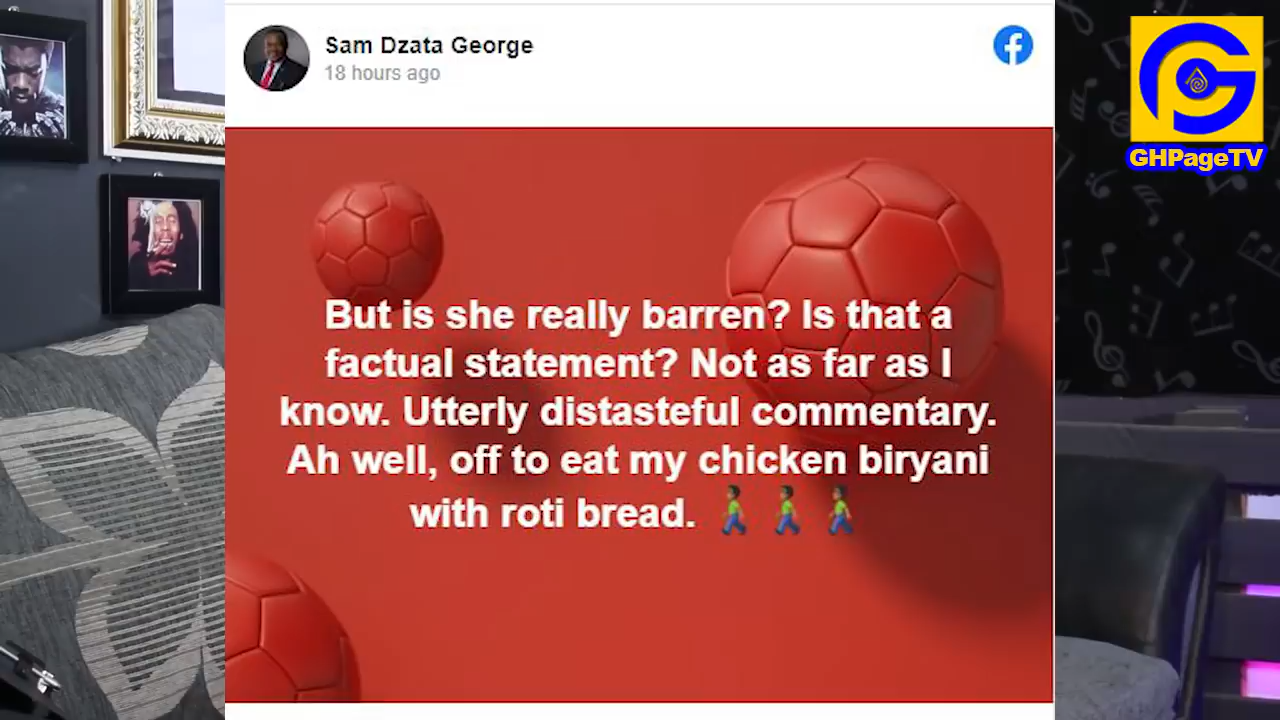 Sam Dzata George
18 hours ago
GHPageTV
But is she really barren? Is that a
factual statement? Not as far as I
know. Utterly distasteful commentary.
Ah well, off to eat my chicken biryani
with roti bread. 🚶🏾‍♂️🚶🏾‍♂️🚶🏾‍♂️